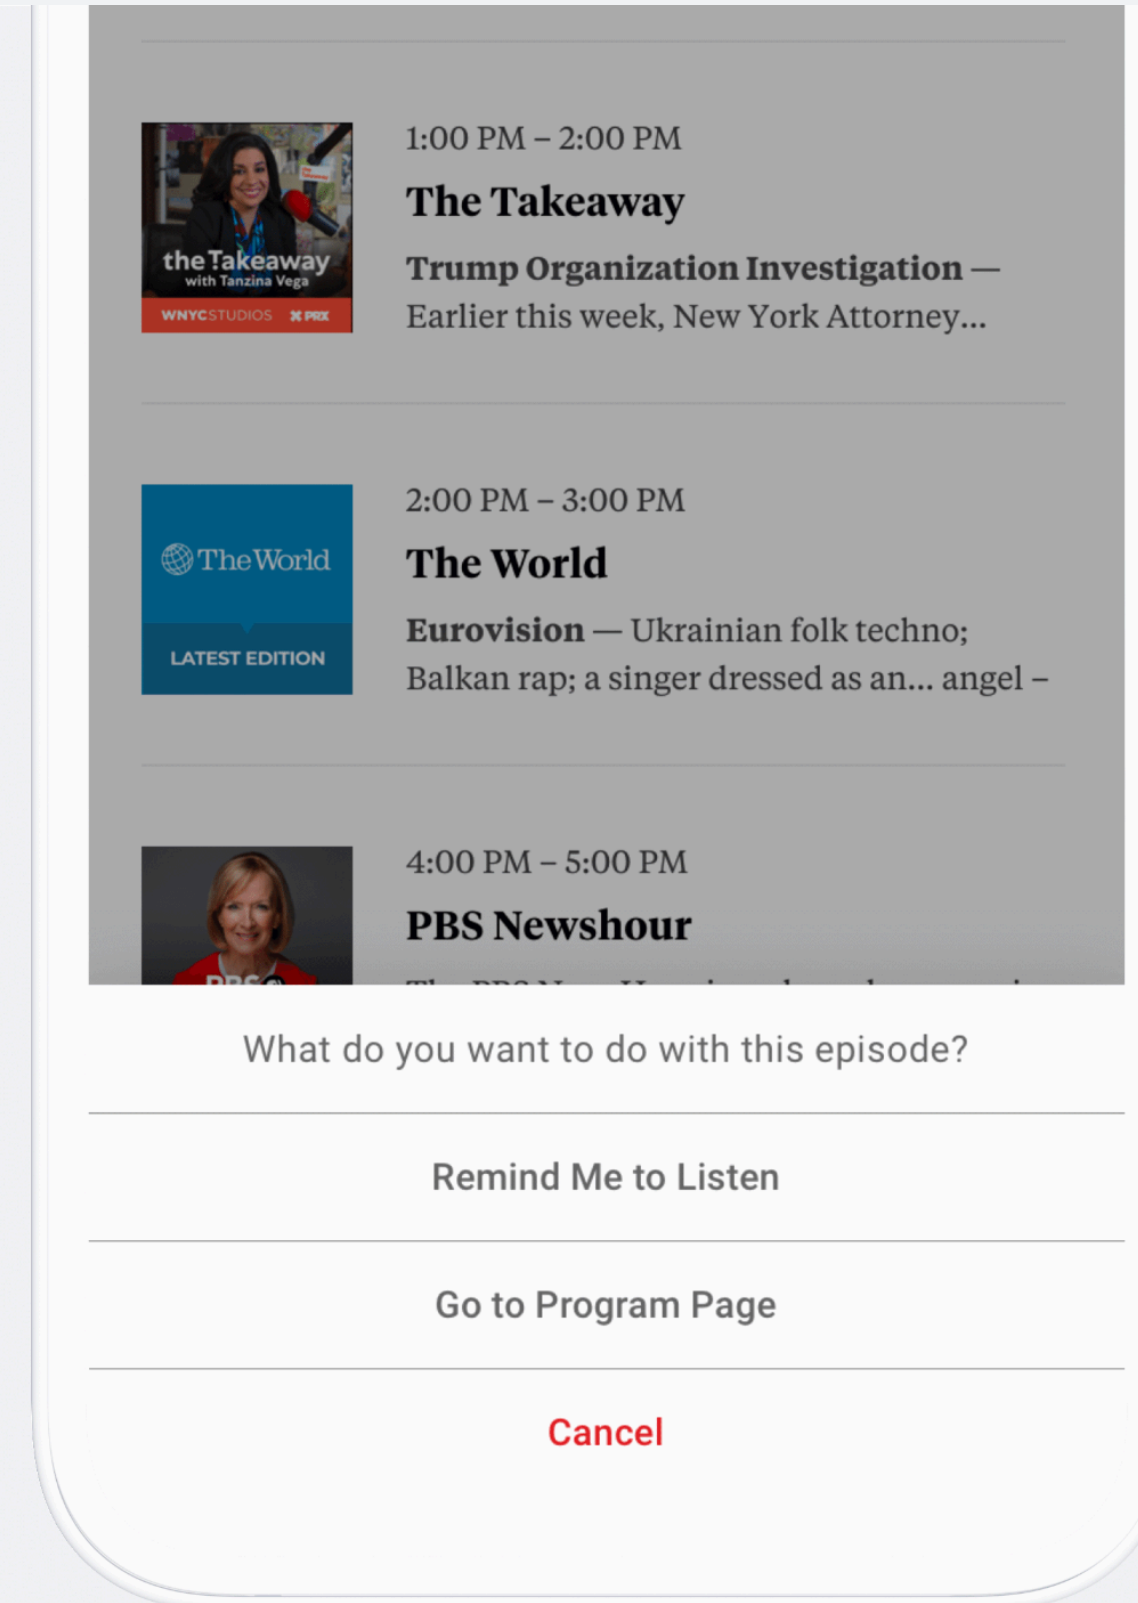 1:00 PM – 2:00 PM
The Takeaway
Trump Organization Investigation —
Earlier this week, New York Attorney...
the Takeaway
with Tanzina Vega
WNYCSTUDIOS PRX
2:00 PM – 3:00 PM
The World
Eurovision — Ukrainian folk techno;
Balkan rap; a singer dressed as an... angel –
The World
LATEST EDITION
4:00 PM – 5:00 PM
PBS Newshour
What do you want to do with this episode?
Remind Me to Listen
Go to Program Page
Cancel